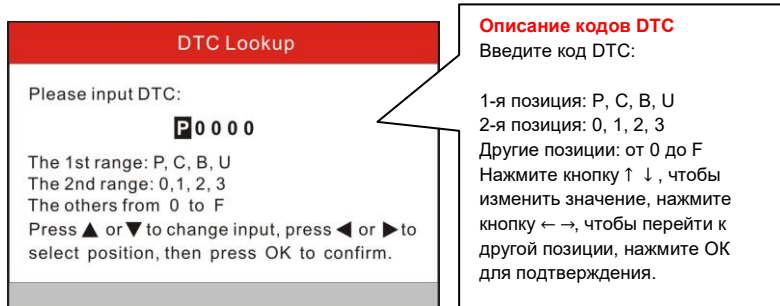 DTC Lookup
Please input DTC:
P0000
The 1st range: P, C, B, U
The 2nd range: 0,1, 2, 3
The others from 0 to F
Press ▲ or ▼ to change input, press ◀ or ▶ to
select position, then press OK to confirm.
Описание кодов DTC
Введите код DTC:
1-я позиция: P, C, B, U
2-я позиция: 0, 1, 2, 3
Другие позиции: от 0 до F
Нажмите кнопку ↑ ↓ , чтобы
изменить значение, нажмите
кнопку ← →, чтобы перейти к
другой позиции, нажмите ОК
для подтверждения.